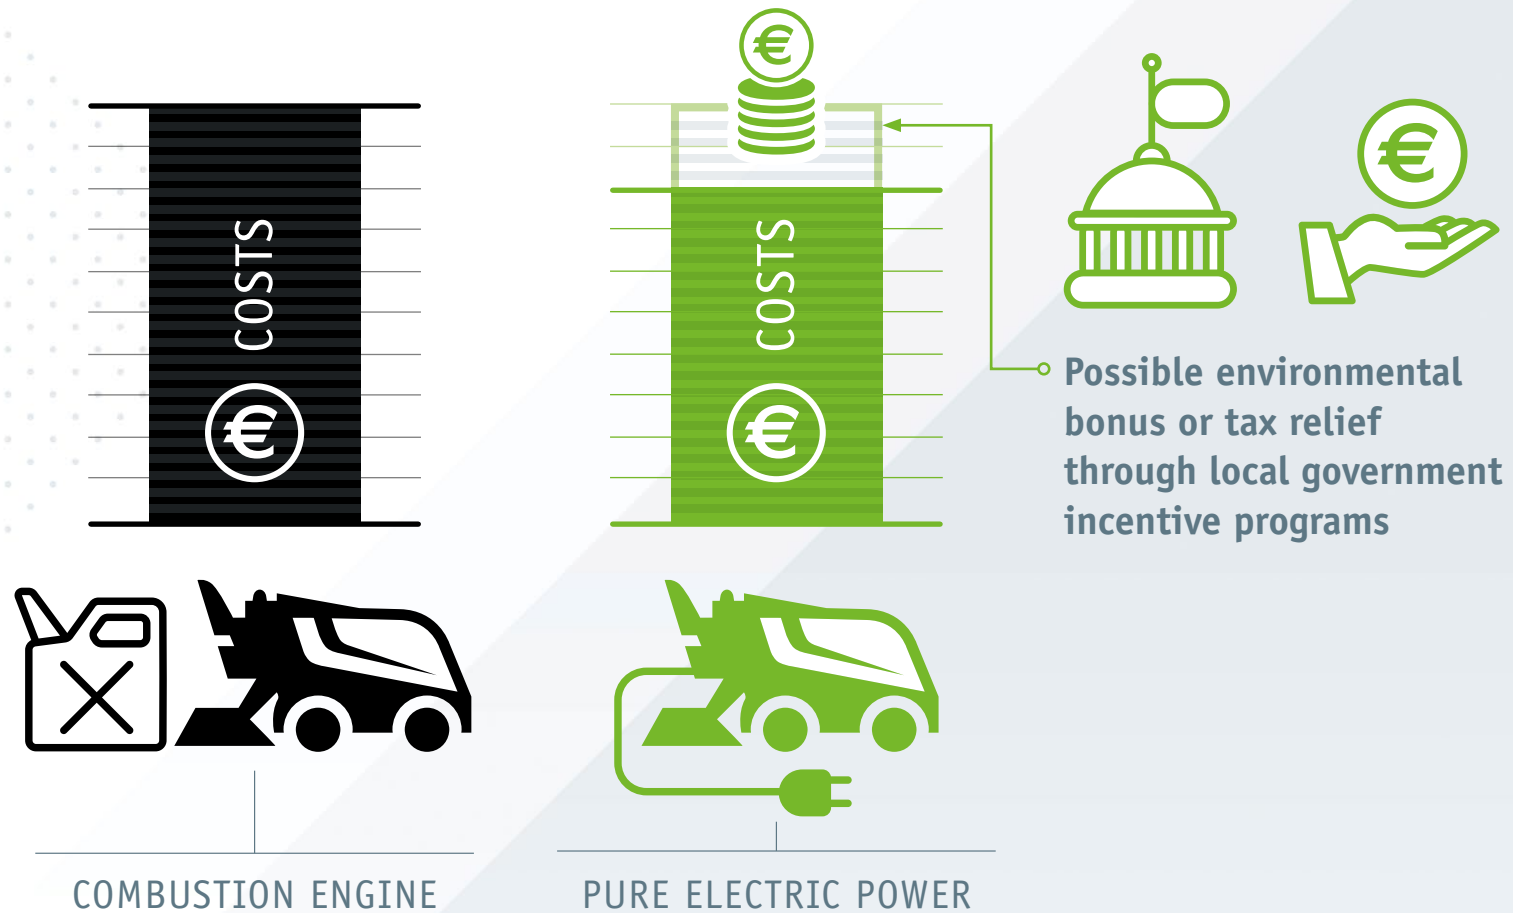 €
COSTS
€
COSTS
€
€
Possible environmental
bonus or tax relief
through local government
incentive programs
COMBUSTION ENGINE
PURE ELECTRIC POWER